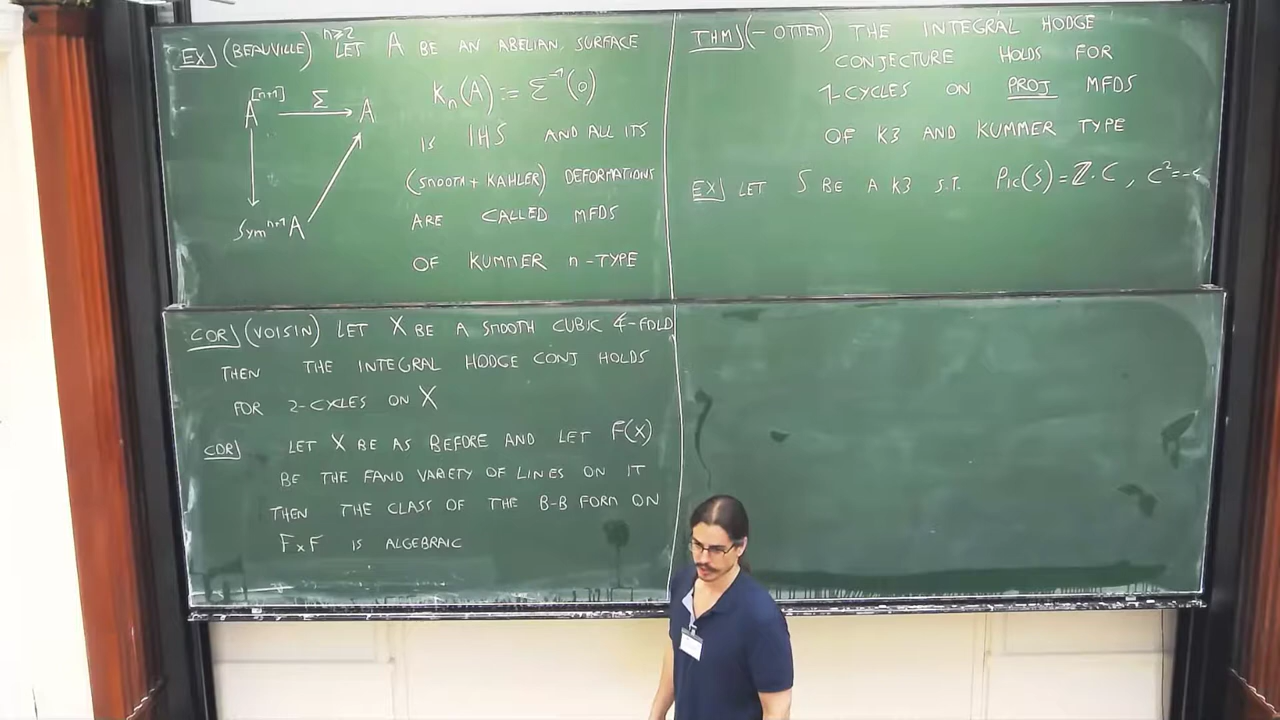 EX] (BEAUVILLE) n≥2 LET A BE AN ABELIAN SURFACE
A^[n+1] Σ→ A
Kₙ(A) := Σ⁻¹(0)
IS IHS AND ALL ITS
(SMOOTH + KAHLER) DEFORMATIONS
ARE CALLED MFDS
Symⁿ⁺¹A
OF KUMMER n-TYPE
THM] (– OTTEM) THE INTEGRAL HODGE
CONJECTURE HOLDS FOR
1-CYCLES ON PROJ MFDS
OF K3 AND KUMMER TYPE
EX] LET S BE A K3 S.T. Pic(S) = ℤ·C, C² =
COR] (VOISIN) LET X BE A SMOOTH CUBIC 4-FOLD
THEN THE INTEGRAL HODGE CONJ HOLDS
FOR 2-CYCLES ON X
COR] LET X BE AS BEFORE AND LET F(X)
BE THE FANO VARIETY OF LINES ON IT
THEN THE CLASS OF THE B-B FORM ON
F×F IS ALGEBRAIC